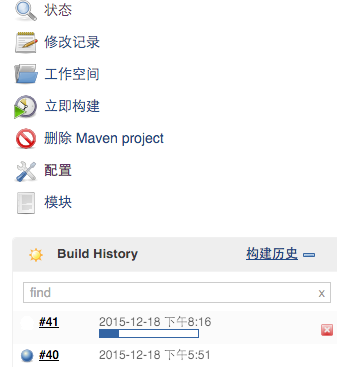 状态
修改记录
工作空间
立即构建
删除 Maven project
配置
模块
Build History 构建历史
find x
#41 2015-12-18 下午8:16
#40 2015-12-18 下午5:51